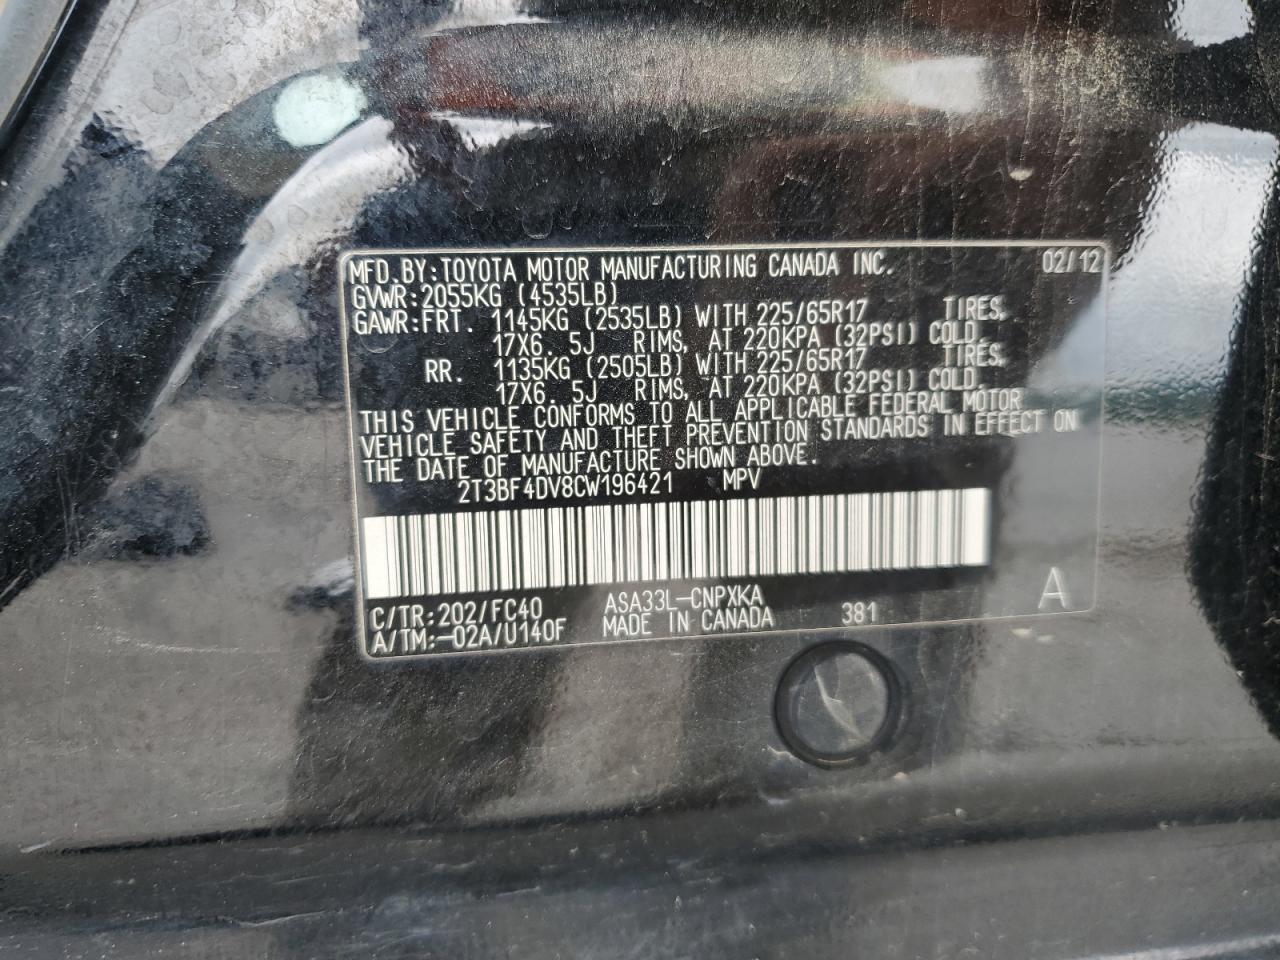 MFD.BY:TOYOTA MOTOR MANUFACTURING CANADA INC. 02/12
GVWR:2055KG (4535LB)
GAWR:FRT. 1145KG (2535LB) WITH 225/65R17 TIRES,
17X6.5J RIMS, AT 220KPA (32PSI) COLD.
RR. 1135KG (2505LB) WITH 225/65R17 TIRES,
17X6.5J RIMS, AT 220KPA (32PSI) COLD.
THIS VEHICLE CONFORMS TO ALL APPLICABLE FEDERAL MOTOR
VEHICLE SAFETY AND THEFT PREVENTION STANDARDS IN EFFECT ON
THE DATE OF MANUFACTURE SHOWN ABOVE.
2T3BF4DV8CW196421 MPV
C/TR:202/FC40 ASA33L-CNPXKA
A/TM:-02A/U140F MADE IN CANADA 381 A